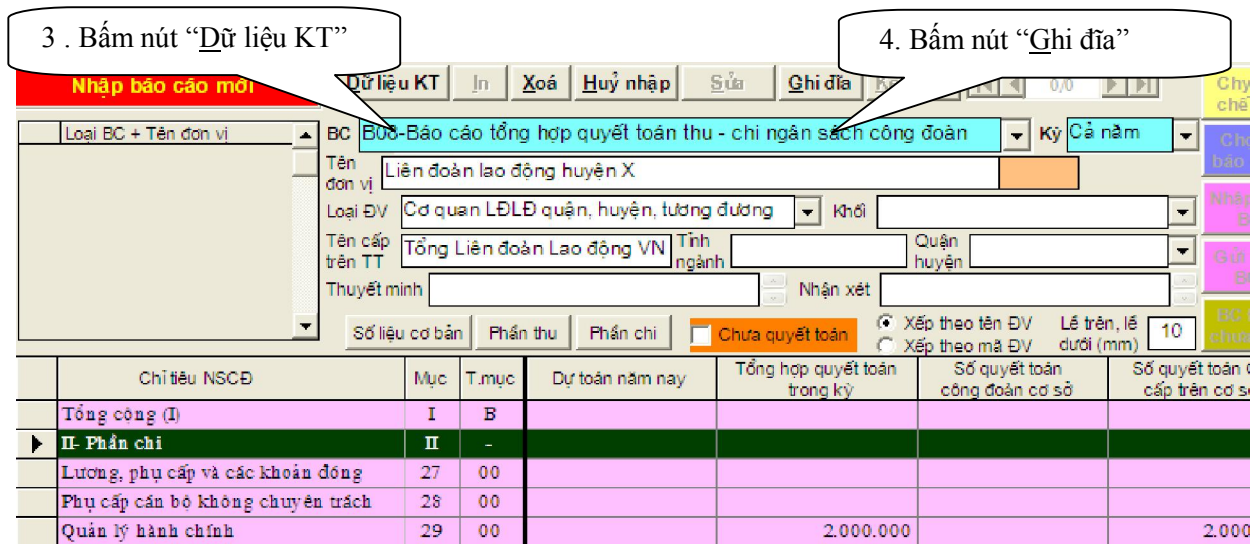 3 . Bấm nút “Dữ liệu KT”
4. Bấm nút “Ghi đĩa”
Nhập báo cáo mới
Dữ liệu KT
In
Xoá
Huỷ nhập
Sửa
Ghi đĩa
0/0
Loại BC + Tên đơn vị
BC B08-Báo cáo tổng hợp quyết toán thu - chi ngân sách công đoàn
Kỳ Cả năm
Tên đơn vị Liên đoàn lao động huyện X
Loại ĐV Cơ quan LĐLĐ quận, huyện, tương đương
Khối
Tên cấp trên TT Tổng Liên đoàn Lao động VN
Tỉnh ngành
Quận huyện
Thuyết minh
Nhận xét
Số liệu cơ bản
Phần thu
Phần chi
Chưa quyết toán
Xếp theo tên ĐV
Xếp theo mã ĐV
Lề trên, lề dưới (mm) 10
Chỉ tiêu NSCĐ Mục T.mục Dự toán năm nay Tổng hợp quyết toán trong kỳ Số quyết toán công đoàn cơ sở Số quyết toán cấp trên cơ
Tổng cộng (I) I B
II- Phần chi II -
Lương, phụ cấp và các khoản đóng 27 00
Phụ cấp cán bộ không chuyên trách 28 00
Quản lý hành chính 29 00 2.000.000 2.000